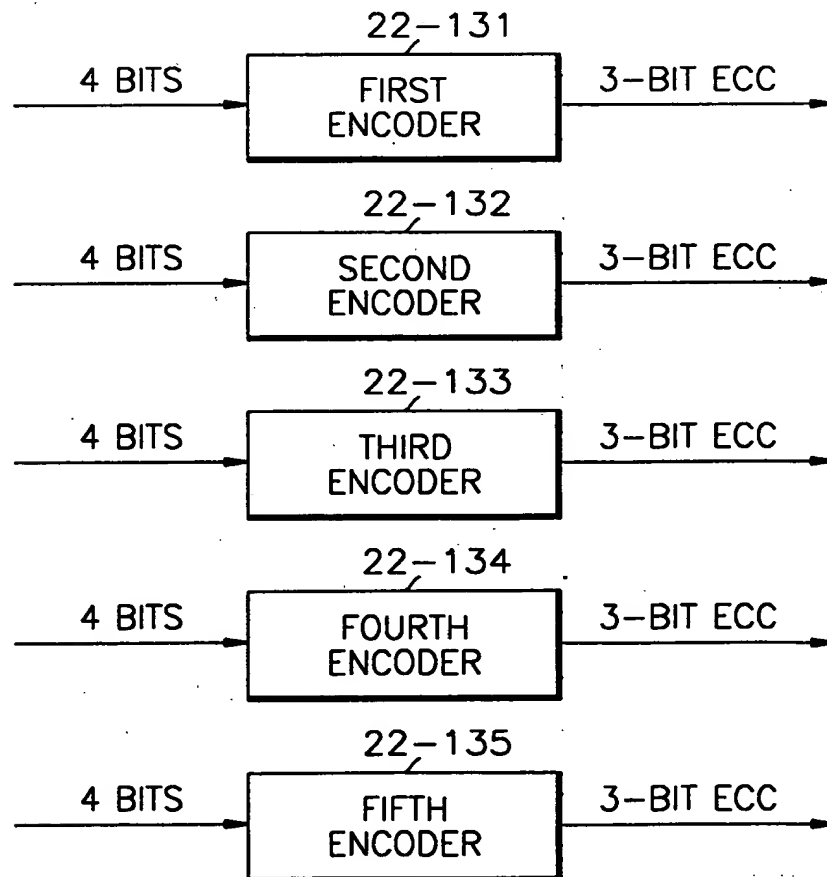 22-131
4 BITS
FIRST
ENCODER
3-BIT ECC
22-132
4 BITS
SECOND
ENCODER
3-BIT ECC
22-133
4 BITS
THIRD
ENCODER
3-BIT ECC
22-134
4 BITS
FOURTH
ENCODER
3-BIT ECC
22-135
4 BITS
FIFTH
ENCODER
3-BIT ECC